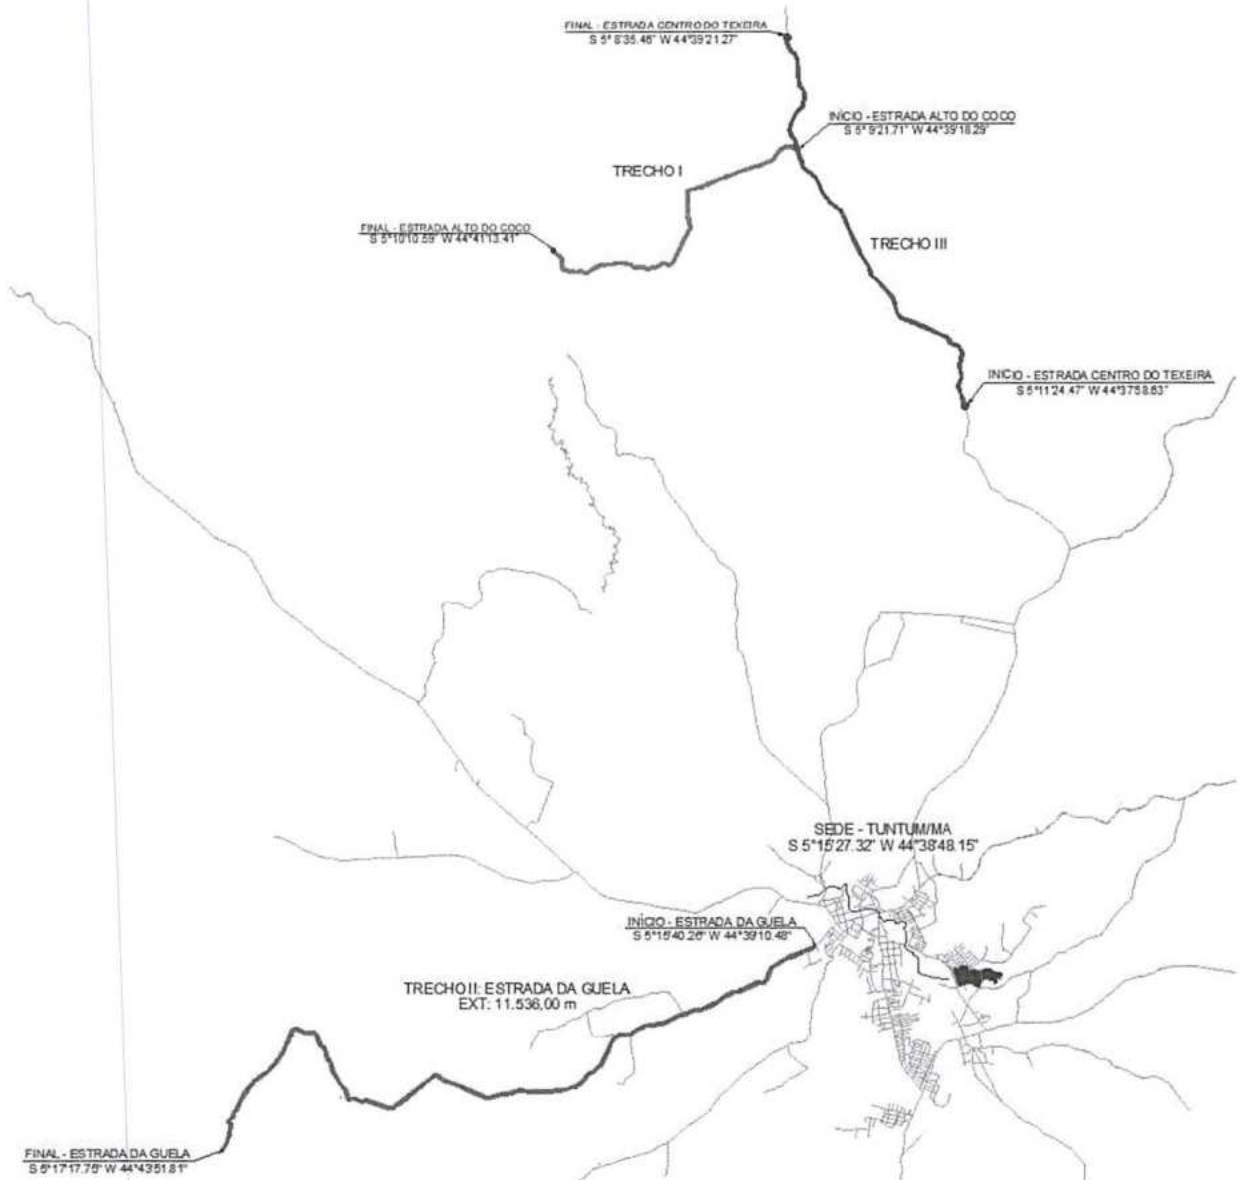 FINAL - ESTRADA CENTRO DO TEXEIRA
S 5° 8'35.46" W 44°39'21.27"
INÍCIO - ESTRADA ALTO DO COCO
S 5° 9'21.71" W 44°39'18.29"
TRECHO I
FINAL - ESTRADA ALTO DO COCO
S 5°10'10.59" W 44°41'13.41"
TRECHO III
INICIO - ESTRADA CENTRO DO TEXEIRA
S 5°11'24.47" W 44°37'58.63"
SEDE - TUNTUM/MA
S 5°15'27.32" W 44°38'48.15"
INÍCIO - ESTRADA DA GUELA
S 5°15'40.26" W 44°39'10.48"
TRECHO II: ESTRADA DA GUELA
EXT: 11.536,00 m
FINAL - ESTRADA DA GUELA
S 5°17'17.75" W 44°43'51.81"